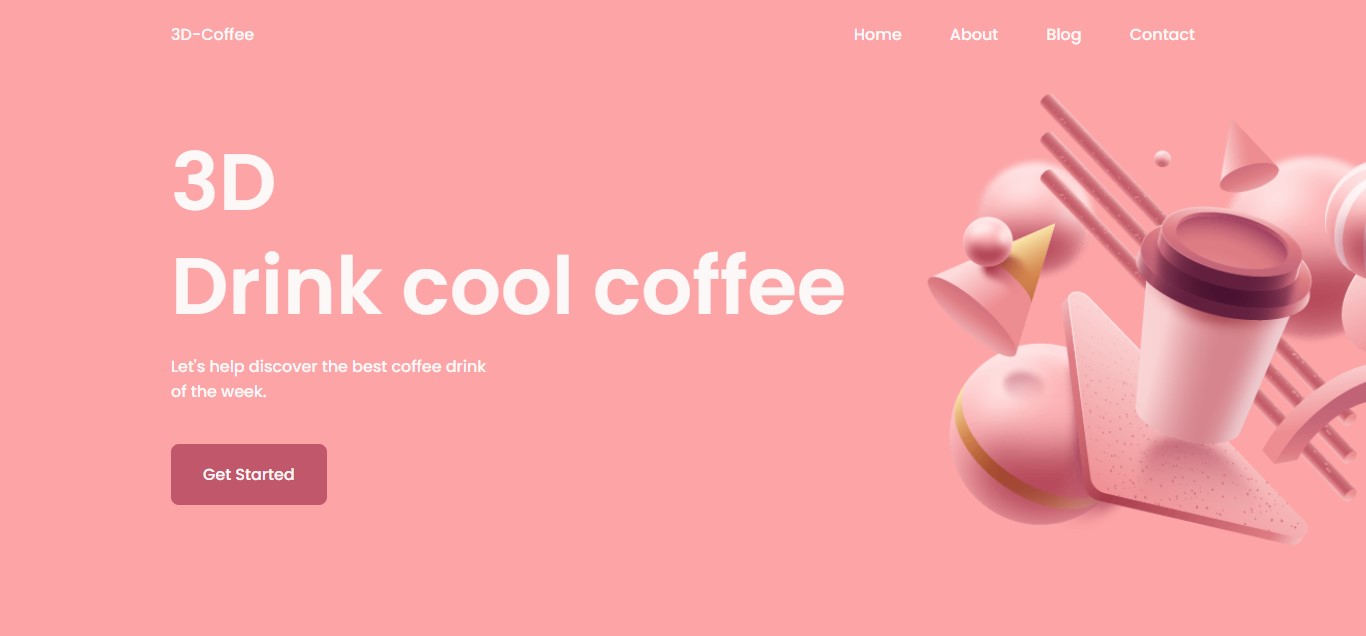 3D-Coffee
Home About Blog Contact
3D
Drink cool coffee
Let's help discover the best coffee drink
of the week.
Get Started